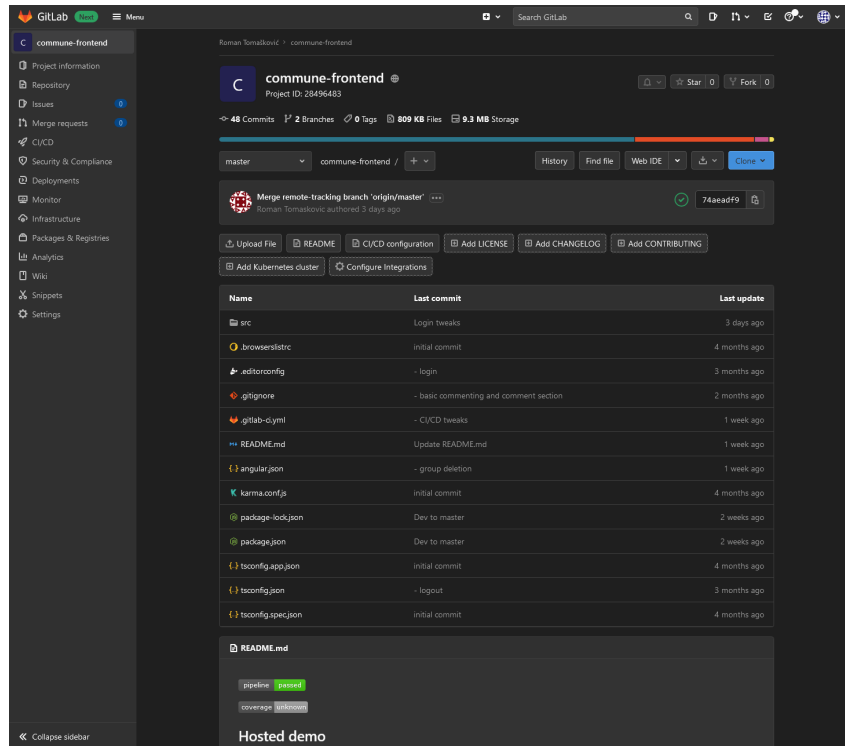 GitLab Next Menu Search GitLab
C commune-frontend
Project information
Repository
Issues 0
Merge requests 0
CI/CD
Security & Compliance
Deployments
Monitor
Infrastructure
Packages & Registries
Analytics
Wiki
Snippets
Settings
Collapse sidebar
Roman Tomaškovič > commune-frontend
C
commune-frontend
Project ID: 28496483
Star 0 Fork 0
48 Commits 2 Branches 0 Tags 809 KB Files 9.3 MB Storage
master commune-frontend / + History Find file Web IDE Clone
Merge remote-tracking branch 'origin/master' ···
Roman Tomaskovic authored 3 days ago
74aeadf9
Upload File README CI/CD configuration Add LICENSE Add CHANGELOG Add CONTRIBUTING
Add Kubernetes cluster Configure Integrations
Name Last commit Last update
src Login tweaks 3 days ago
.browserslistrc initial commit 4 months ago
.editorconfig - login 3 months ago
.gitignore - basic commenting and comment section 2 months ago
.gitlab-ci.yml - CI/CD tweaks 1 week ago
README.md Update README.md 1 week ago
{.} angular.json - group deletion 1 week ago
karma.conf.js initial commit 4 months ago
package-lock.json Dev to master 2 weeks ago
package.json Dev to master 2 weeks ago
{.} tsconfig.app.json initial commit 4 months ago
{.} tsconfig.json - logout 3 months ago
{.} tsconfig.spec.json initial commit 4 months ago
README.md
pipeline passed
coverage unknown
Hosted demo